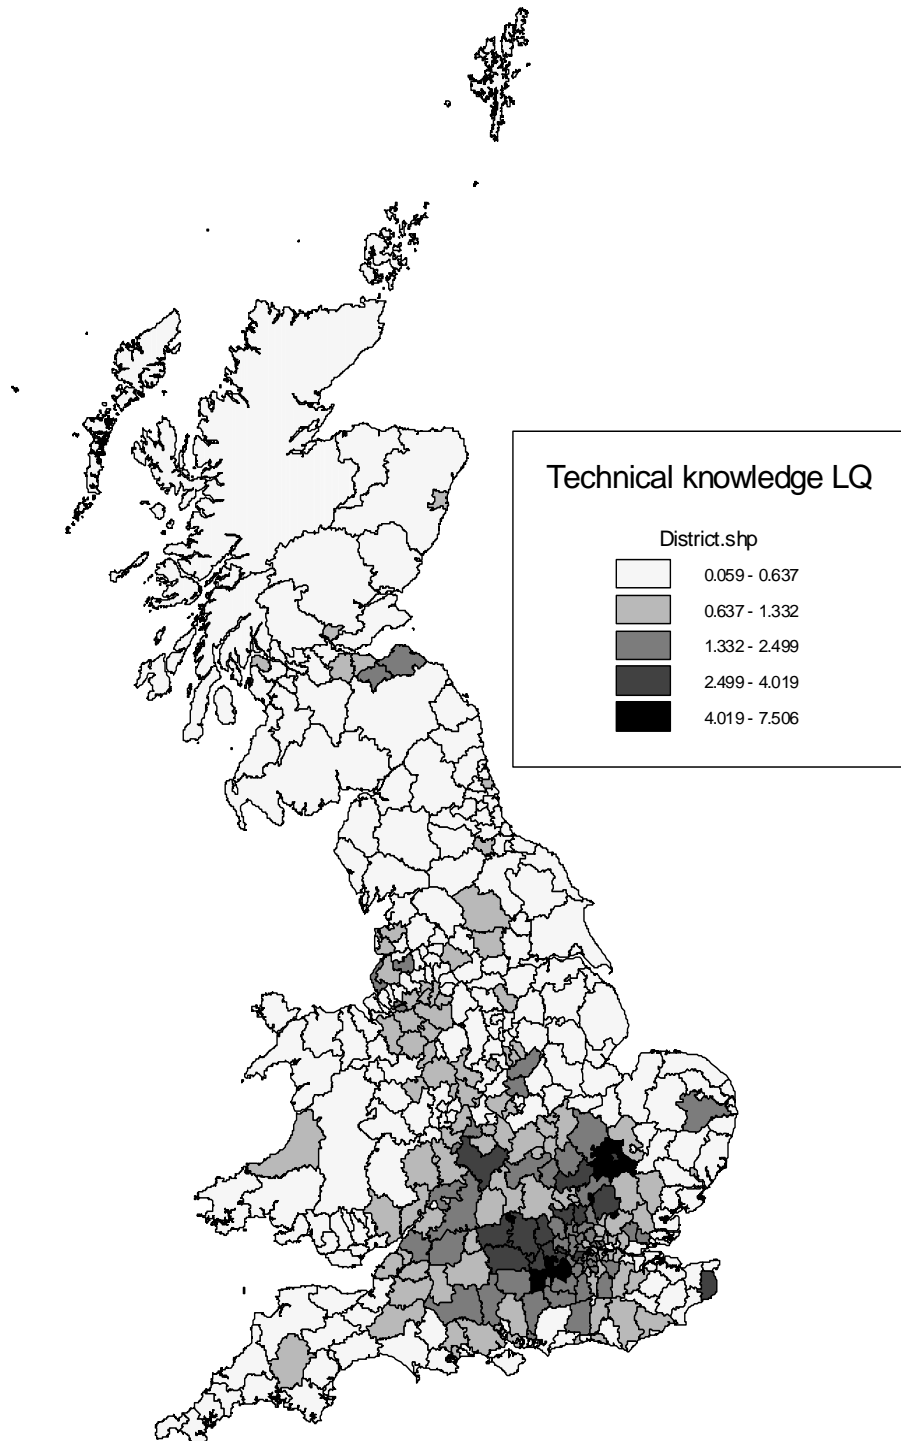 Technical knowledge LQ
District.shp
0.059 - 0.637
0.637 - 1.332
1.332 - 2.499
2.499 - 4.019
4.019 - 7.506